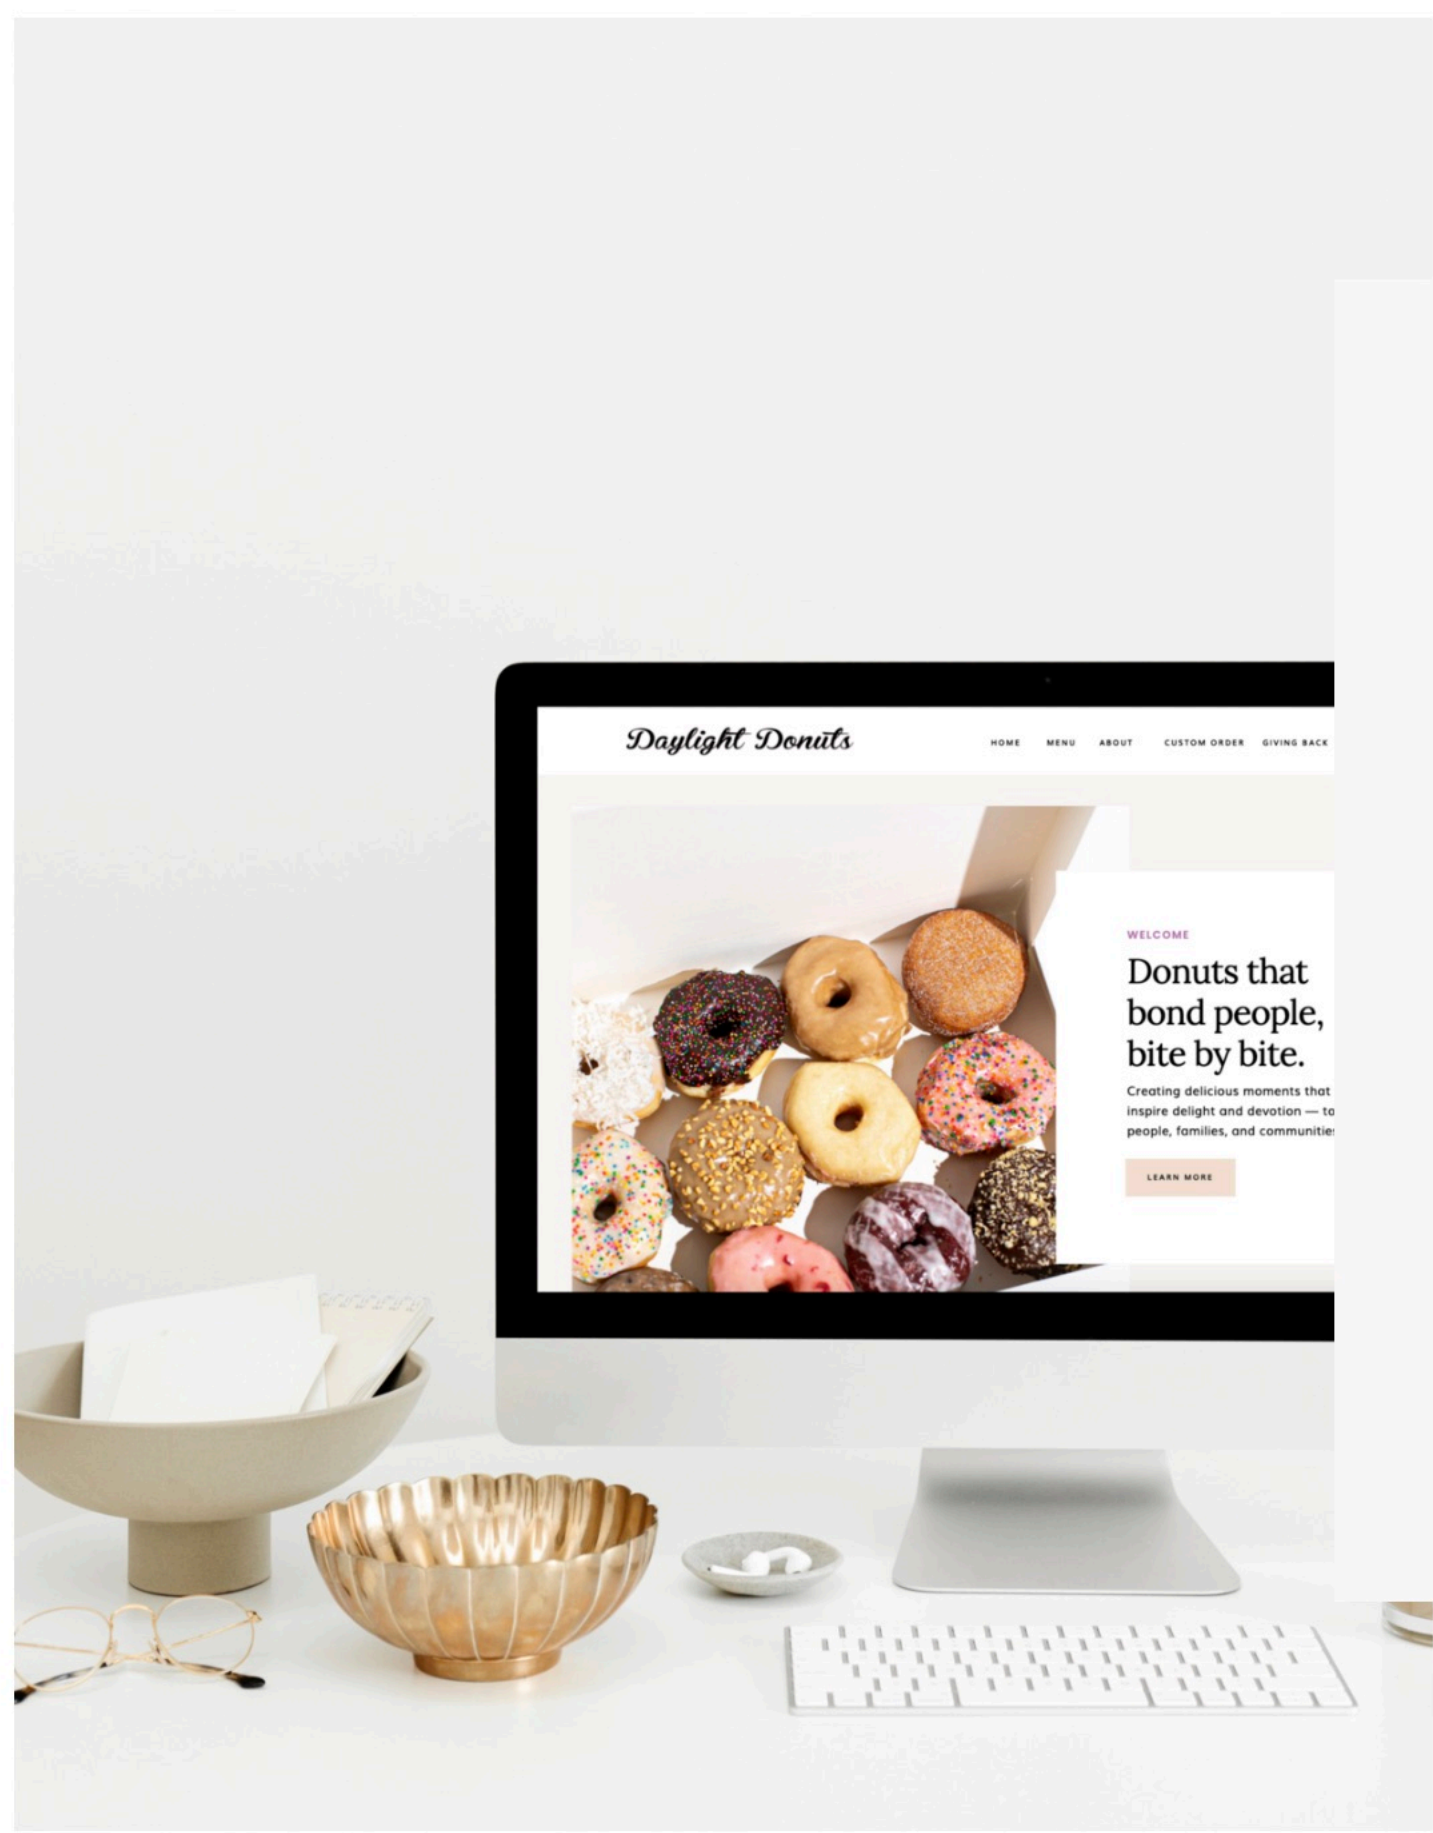 Daylight Donuts
HOME MENU ABOUT CUSTOM ORDER GIVING BACK
WELCOME
Donuts that
bond people,
bite by bite.
Creating delicious moments that
inspire delight and devotion — to
people, families, and communities
LEARN MORE